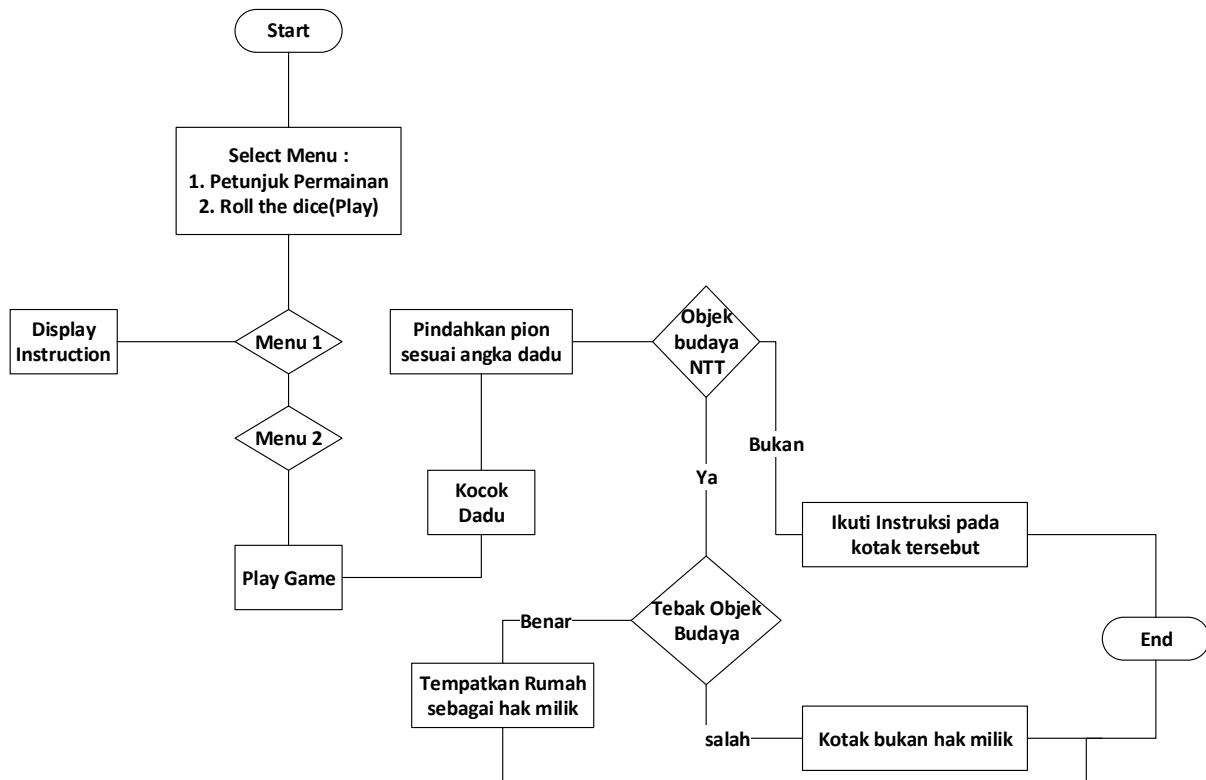 Start
Select Menu :
1. Petunjuk Permainan
2. Roll the dice(Play)
Display
Instruction
Menu 1
Menu 2
Play Game
Kocok
Dadu
Pindahkan pion
sesuai angka dadu
Objek
budaya
NTT
Bukan
Ya
Ikuti Instruksi pada
kotak tersebut
Tebak Objek
Budaya
Benar
Tempatkan Rumah
sebagai hak milik
salah
Kotak bukan hak milik
End